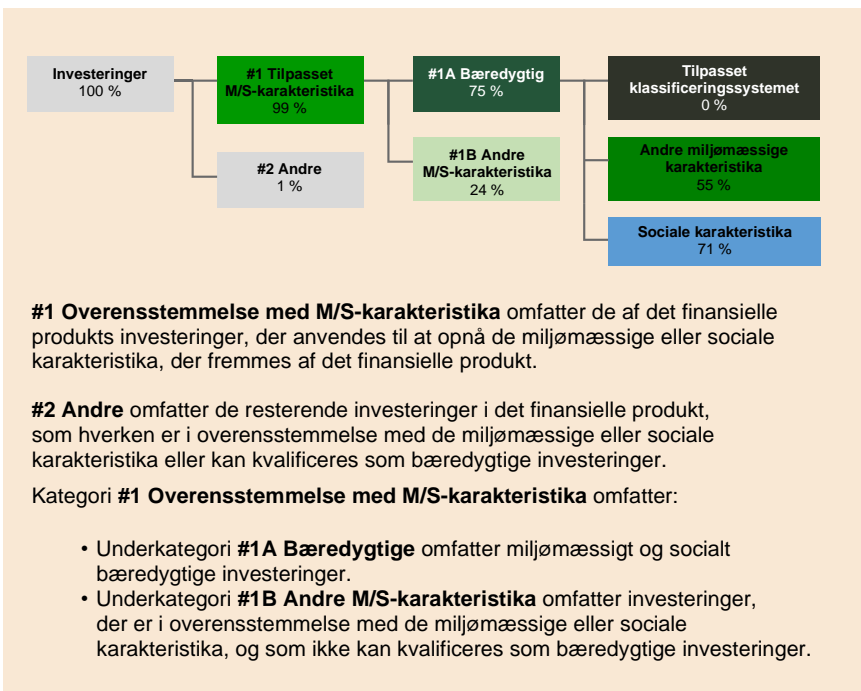 Investeringer
100 %
#1 Tilpasset
M/S-karakteristika
99 %
#1A Bæredygtig
75 %
Tilpasset
klassificeringssystemet
0 %
#2 Andre
1 %
#1B Andre
M/S-karakteristika
24 %
Andre miljømæssige
karakteristika
55 %
Sociale karakteristika
71 %
#1 Overensstemmelse med M/S-karakteristika omfatter de af det finansielle
produkts investeringer, der anvendes til at opnå de miljømæssige eller sociale
karakteristika, der fremmes af det finansielle produkt.
#2 Andre omfatter de resterende investeringer i det finansielle produkt,
som hverken er i overensstemmelse med de miljømæssige eller sociale
karakteristika eller kan kvalificeres som bæredygtige investeringer.
Kategori #1 Overensstemmelse med M/S-karakteristika omfatter:
• Underkategori #1A Bæredygtige omfatter miljømæssigt og socialt
bæredygtige investeringer.
• Underkategori #1B Andre M/S-karakteristika omfatter investeringer,
der er i overensstemmelse med de miljømæssige eller sociale
karakteristika, og som ikke kan kvalificeres som bæredygtige investeringer.